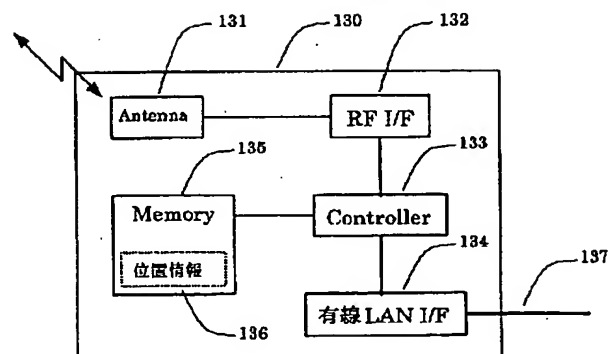 131
130
132
Antenna
RF I/F
135
133
Memory
Controller
134
位置情報
137
136
有線 LAN I/F